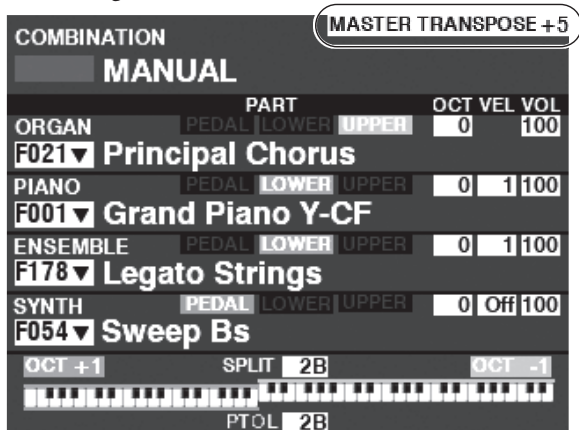 MASTER TRANSPOSE +5
COMBINATION
MANUAL
PART OCT VEL VOL
ORGAN PEDAL LOWER UPPER 0 100
F021▼ Principal Chorus
PIANO PEDAL LOWER UPPER 0 1 100
F001▼ Grand Piano Y-CF
ENSEMBLE PEDAL LOWER UPPER 0 1 100
F178▼ Legato Strings
SYNTH PEDAL LOWER UPPER 0 Off 100
F054▼ Sweep Bs
OCT +1 SPLIT 2B OCT -1
PTOL 2B